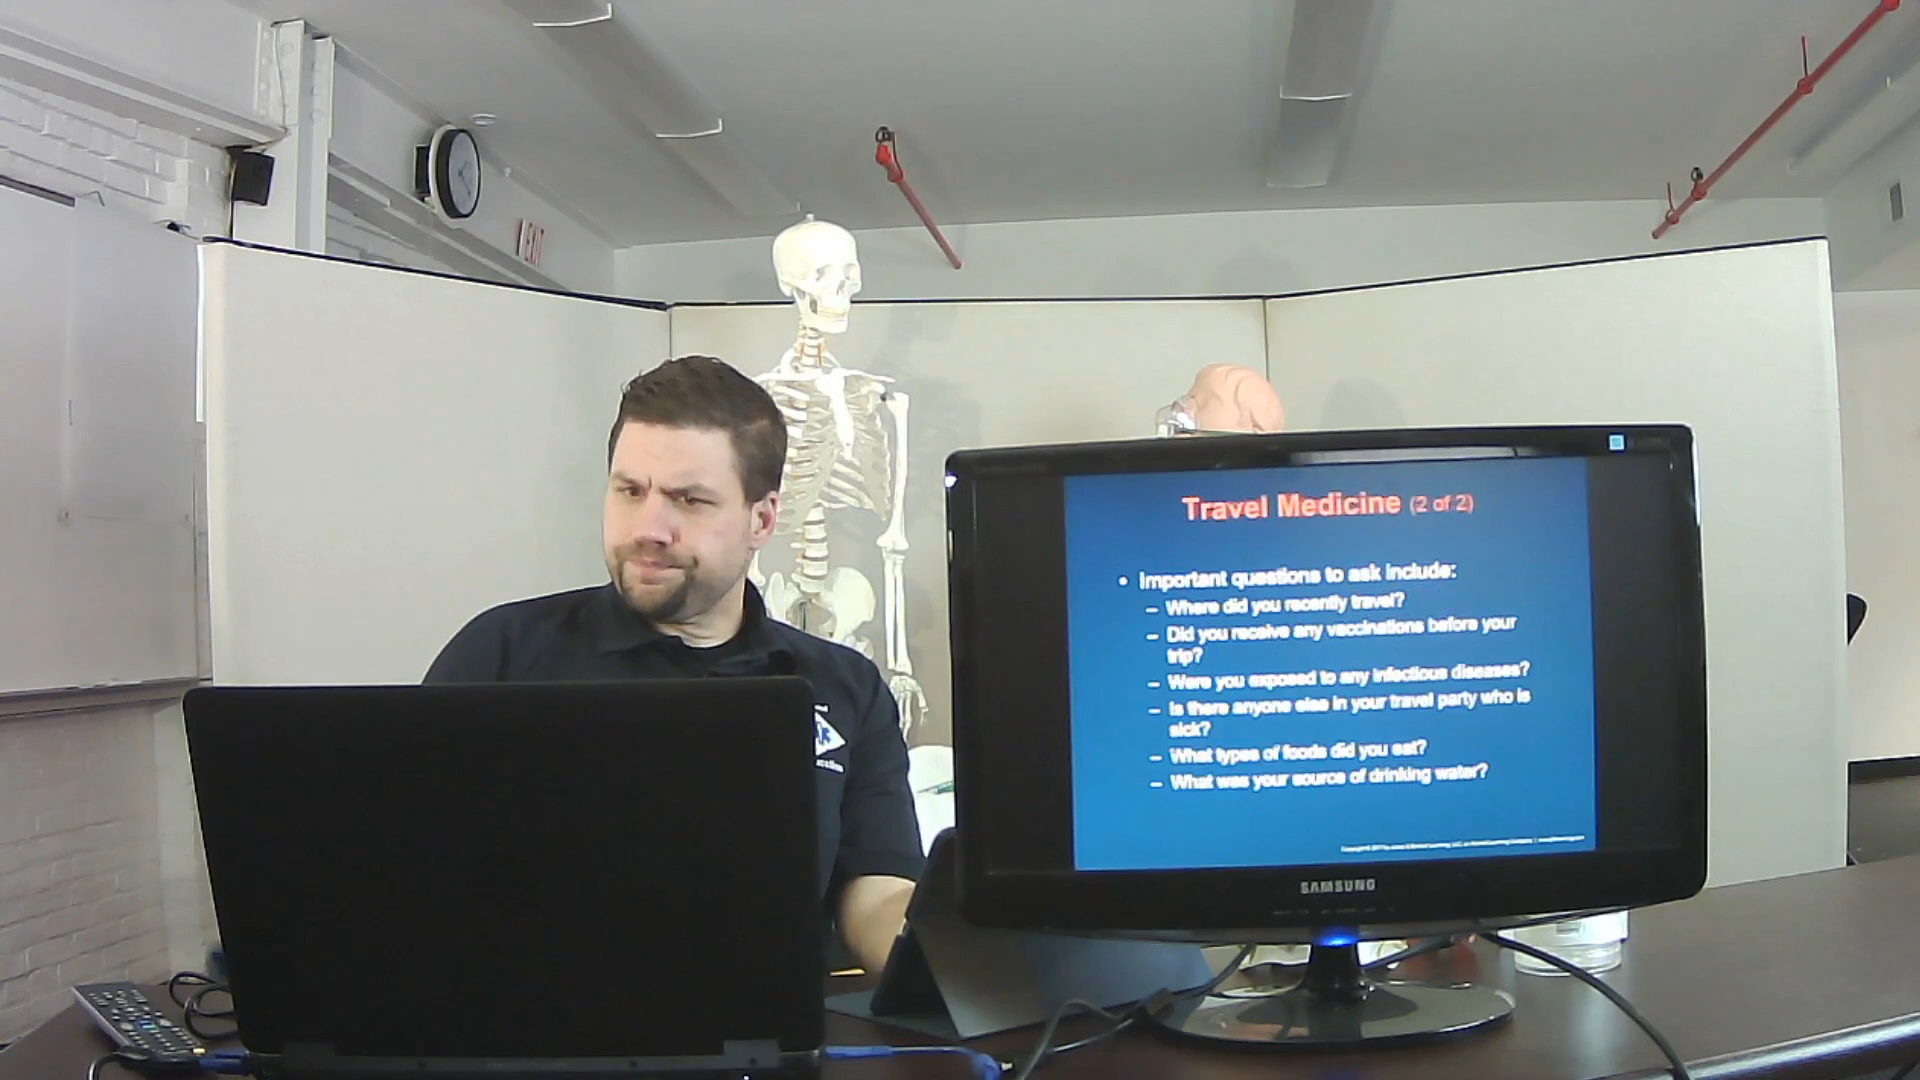 EXIT
Travel Medicine (2 of 2)
• Important questions to ask include:
– Where did you recently travel?
– Did you receive any vaccinations before your
trip?
– Were you exposed to any infectious diseases?
– Is there anyone else in your travel party who is
sick?
– What types of foods did you eat?
– What was your source of drinking water?
SAMSUNG